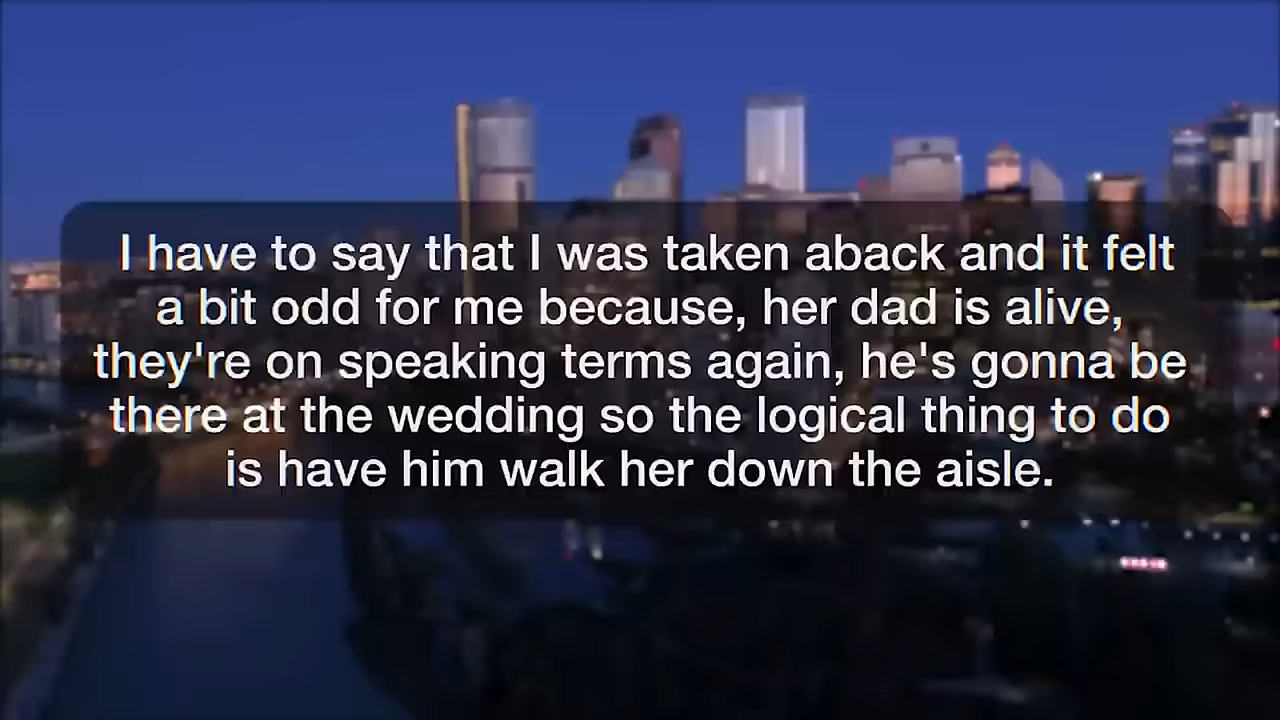 I have to say that I was taken aback and it felt
a bit odd for me because, her dad is alive,
they're on speaking terms again, he's gonna be
there at the wedding so the logical thing to do
is have him walk her down the aisle.